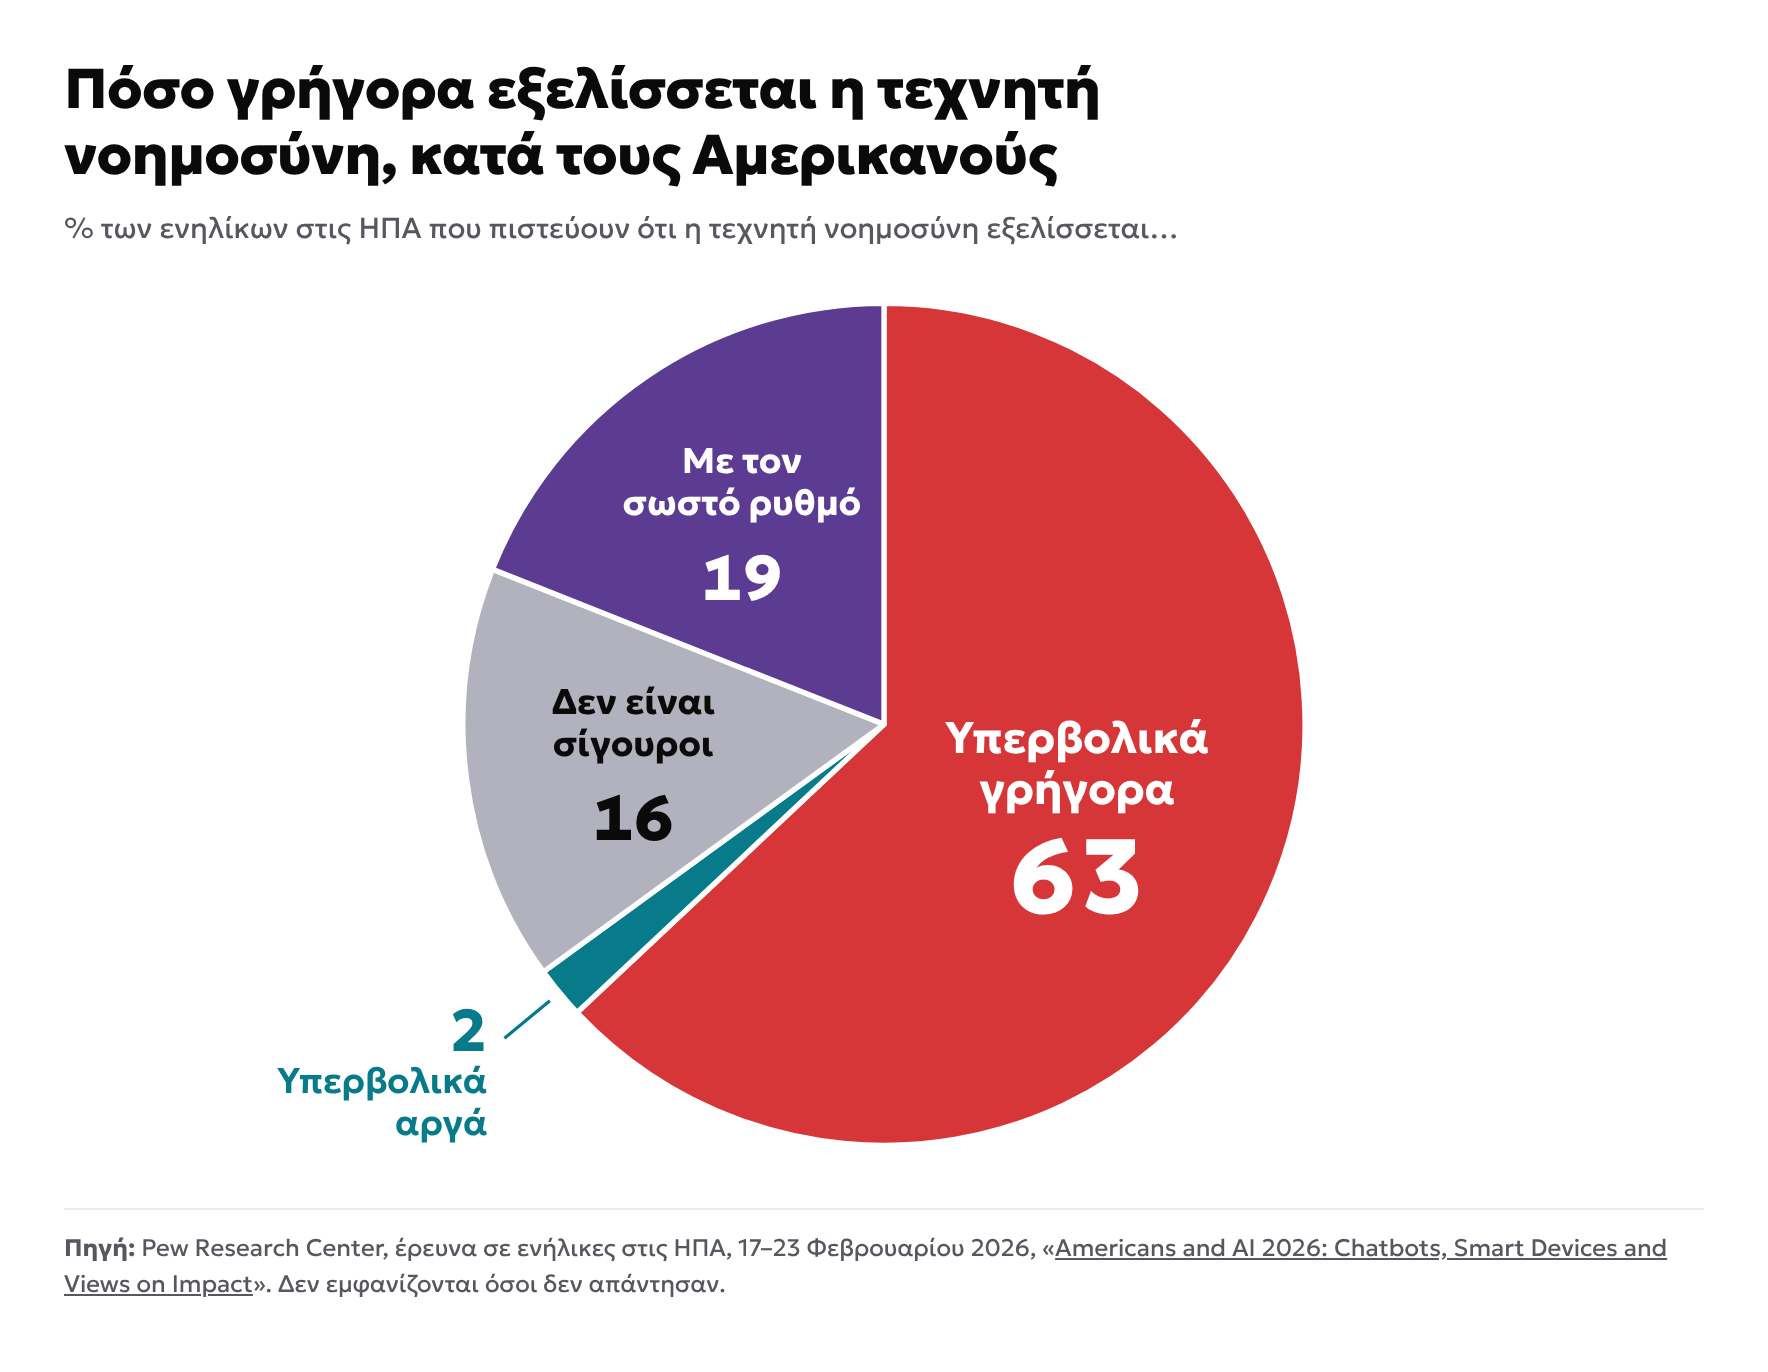 Πόσο γρήγορα εξελίσσεται η τεχνητή
νοημοσύνη, κατά τους Αμερικανούς
% των ενηλίκων στις ΗΠΑ που πιστεύουν ότι η τεχνητή νοημοσύνη εξελίσσεται…
Με τον
σωστό ρυθμό
19
Δεν είναι
σίγουροι
16
Υπερβολικά
γρήγορα
63
2
Υπερβολικά
αργά
Πηγή: Pew Research Center, έρευνα σε ενήλικες στις ΗΠΑ, 17–23 Φεβρουαρίου 2026, «Americans and AI 2026: Chatbots, Smart Devices and
Views on Impact». Δεν εμφανίζονται όσοι δεν απάντησαν.